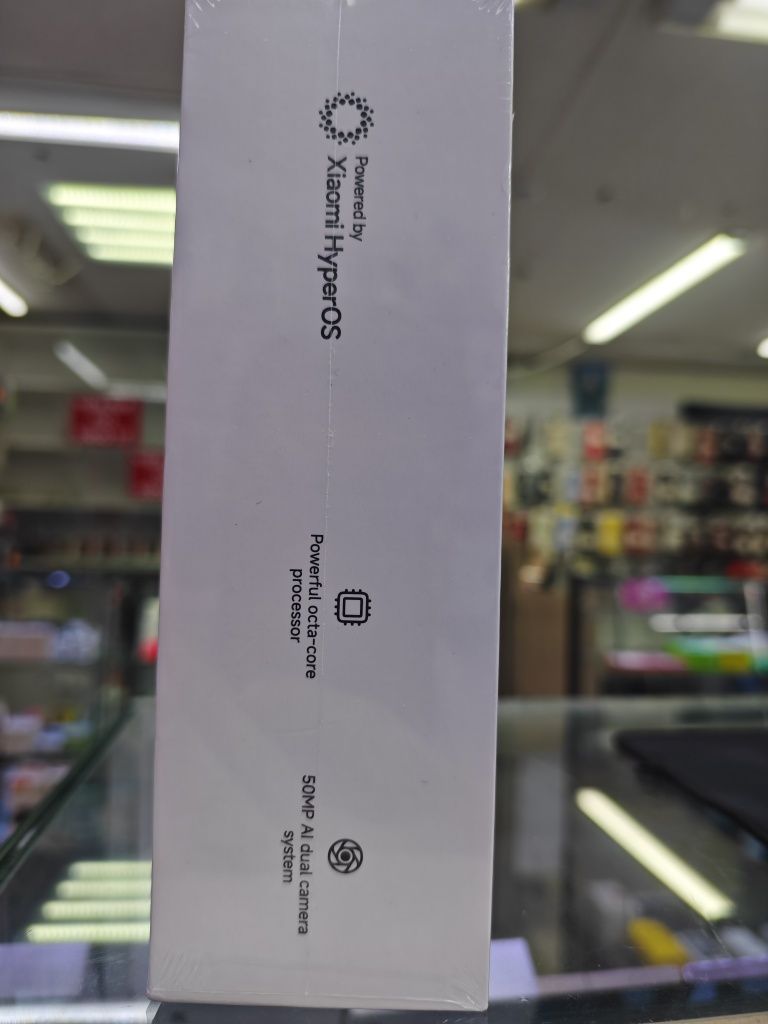 Powered by
Xiaomi HyperOS
Powerful octa-core
processor
50MP AI dual camera
system